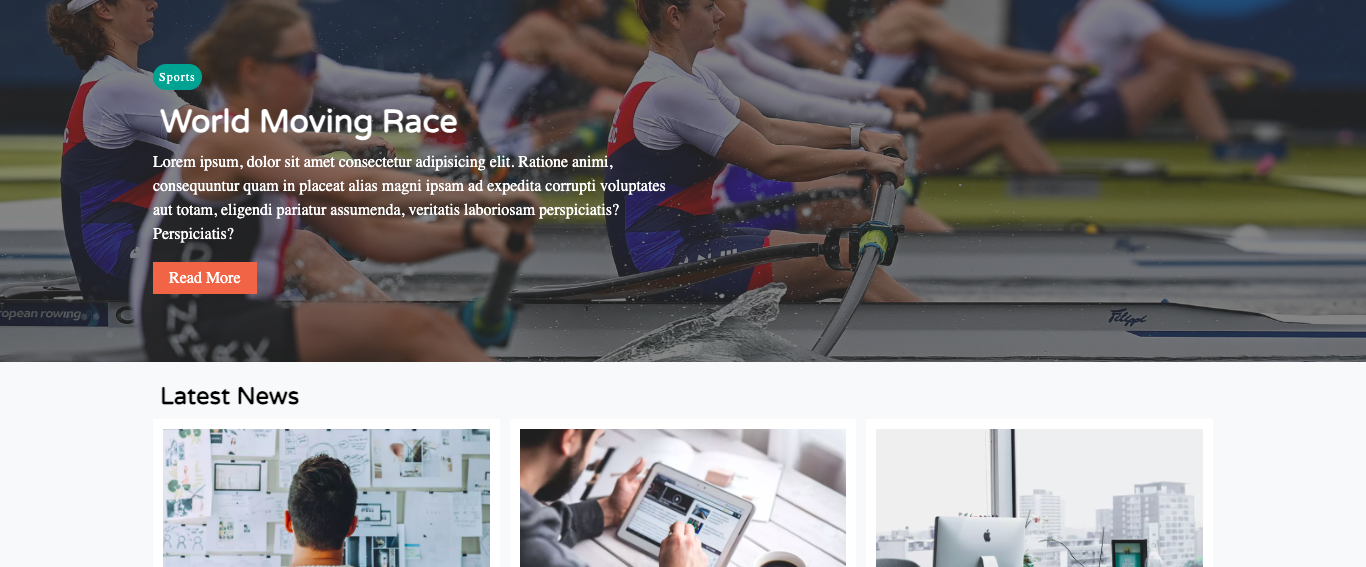 Sports
World Moving Race
Lorem ipsum, dolor sit amet consectetur adipisicing elit. Ratione animi,
consequuntur quam in placeat alias magni ipsam ad expedita corrupti voluptates
aut totam, eligendi pariatur assumenda, veritatis laboriosam perspiciatis?
Perspiciatis?
Read More
ropean rowing
Filippi
Latest News